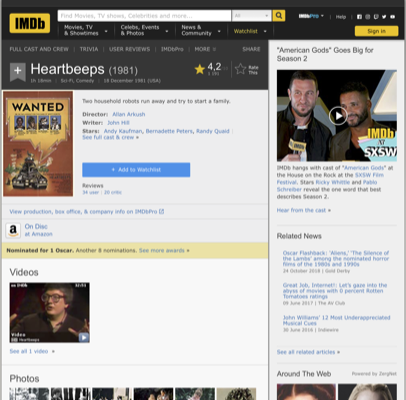 IMDb
Find Movies, TV shows, Celebrities and more...
All
IMDbPro
Help
Movies, TV
& Showtimes
Celebs, Events
& Photos
News &
Community
Watchlist
Sign in
FULL CAST AND CREW | TRIVIA | USER REVIEWS | IMDbPro | MORE
SHARE
Heartbeeps (1981)
4,2
Rate
This
1h 18min | Sci-Fi, Comedy | 18 December 1981 (USA)
WANTED
Two household robots run away and try to start a family.
Director: Allan Arkush
Writer: John Hill
Stars: Andy Kaufman, Bernadette Peters, Randy Quaid
See full cast & crew »
+ Add to Watchlist
Reviews
34 user | 20 critic
View production, box office, & company info on IMDbPro
On Disc
at Amazon
Nominated for 1 Oscar. Another 8 nominations. See more awards »
Videos
on IMDb
Video
Heartbeeps
See all 1 video »
Photos
"American Gods" Goes Big for
Season 2
IMDb
at
SXSW
IMDb hangs with cast of "American Gods" at
the House on the Rock at the SXSW Film
Festival. Stars Ricky Whittle and Pablo
Schreiber reveal the one word that best
describes Season 2.
Hear from the cast »
Related News
Oscar Flashback: 'Aliens,' 'The Silence of
the Lambs' among the nominated horror
films of the 1980s and 1990s
24 October 2018 | Gold Derby
Great Job, Internet!: Let's gaze into the
abyss of movies with 0 percent Rotten
Tomatoes ratings
09 June 2017 | The AV Club
John Williams' 12 Most Underappreciated
Musical Cues
30 June 2016 | Indiewire
See all related articles »
Around The Web
Powered by ZergNet